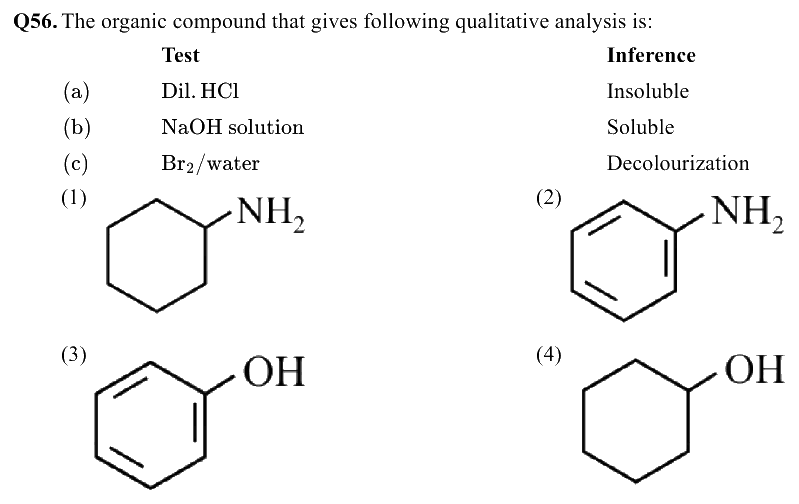 Q56. The organic compound that gives following qualitative analysis is:
Test Inference
(a) Dil. HCl Insoluble
(b) NaOH solution Soluble
(c) Br₂/water Decolourization
(1) NH₂ (2) NH₂
(3) OH (4) OH